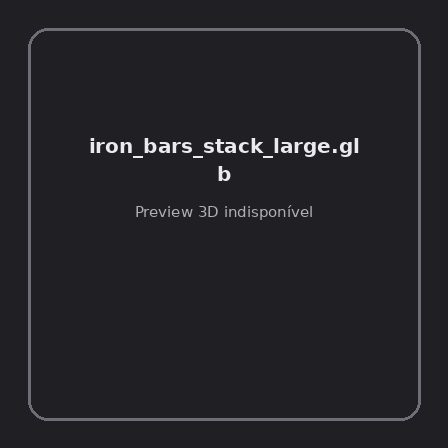 iron_bars_stack_large.gl
b
Preview 3D indisponível